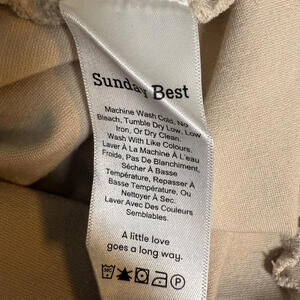 Sunday Best
Machine Wash Cold, No
Bleach, Tumble Dry Low, Low
Iron, Or Dry Clean.
Wash With Like Colours.
Laver À La Machine À L'eau
Froide, Pas De Blanchiment,
Sécher À Basse
Température, Repasser À
Basse Température, Ou
Nettoyer À Sec.
Laver Avec Des Couleurs
Semblables.
A little love
goes a long way.